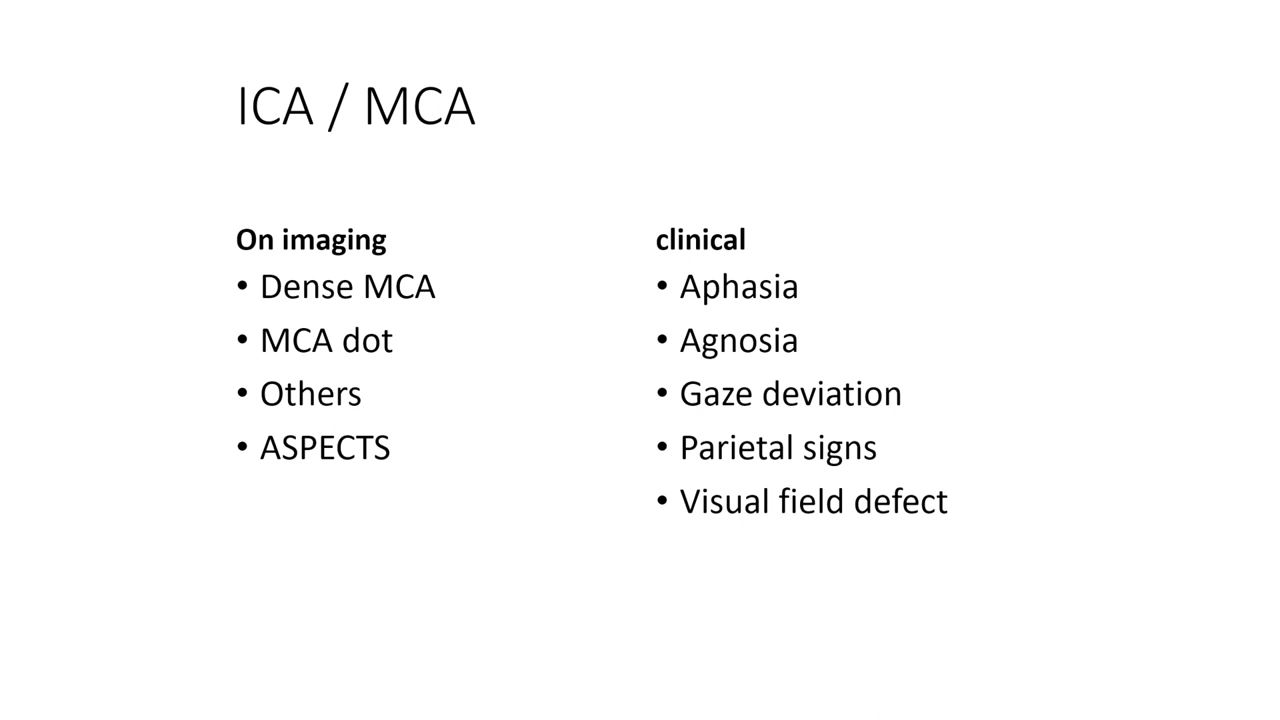 ICA / MCA
On imaging
• Dense MCA
• MCA dot
• Others
• ASPECTS
clinical
• Aphasia
• Agnosia
• Gaze deviation
• Parietal signs
• Visual field defect